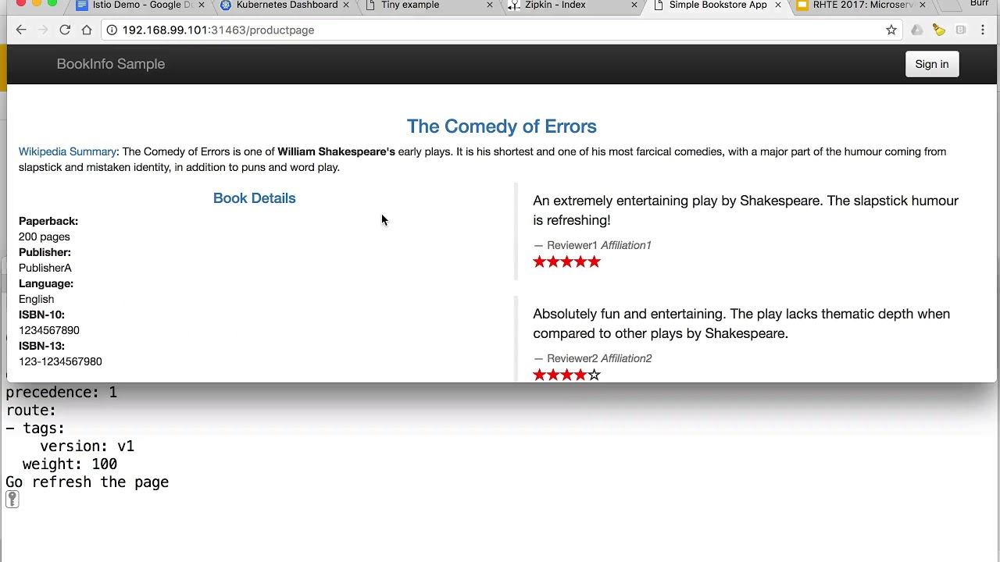 Istio Demo - Google Do
Kubernetes Dashboard
Tiny example
Zipkin - Index
Simple Bookstore App
RHTE 2017: Microserv
Burr
192.168.99.101:31463/productpage
BookInfo Sample
Sign in
The Comedy of Errors
Wikipedia Summary: The Comedy of Errors is one of William Shakespeare's early plays. It is his shortest and one of his most farcical comedies, with a major part of the humour coming from
slapstick and mistaken identity, in addition to puns and word play.
Book Details
Paperback:
200 pages
Publisher:
PublisherA
Language:
English
ISBN-10:
1234567890
ISBN-13:
123-1234567980
An extremely entertaining play by Shakespeare. The slapstick humour
is refreshing!
— Reviewer1 Affiliation1
Absolutely fun and entertaining. The play lacks thematic depth when
compared to other plays by Shakespeare.
— Reviewer2 Affiliation2
precedence: 1
route:
- tags:
version: v1
weight: 100
Go refresh the page